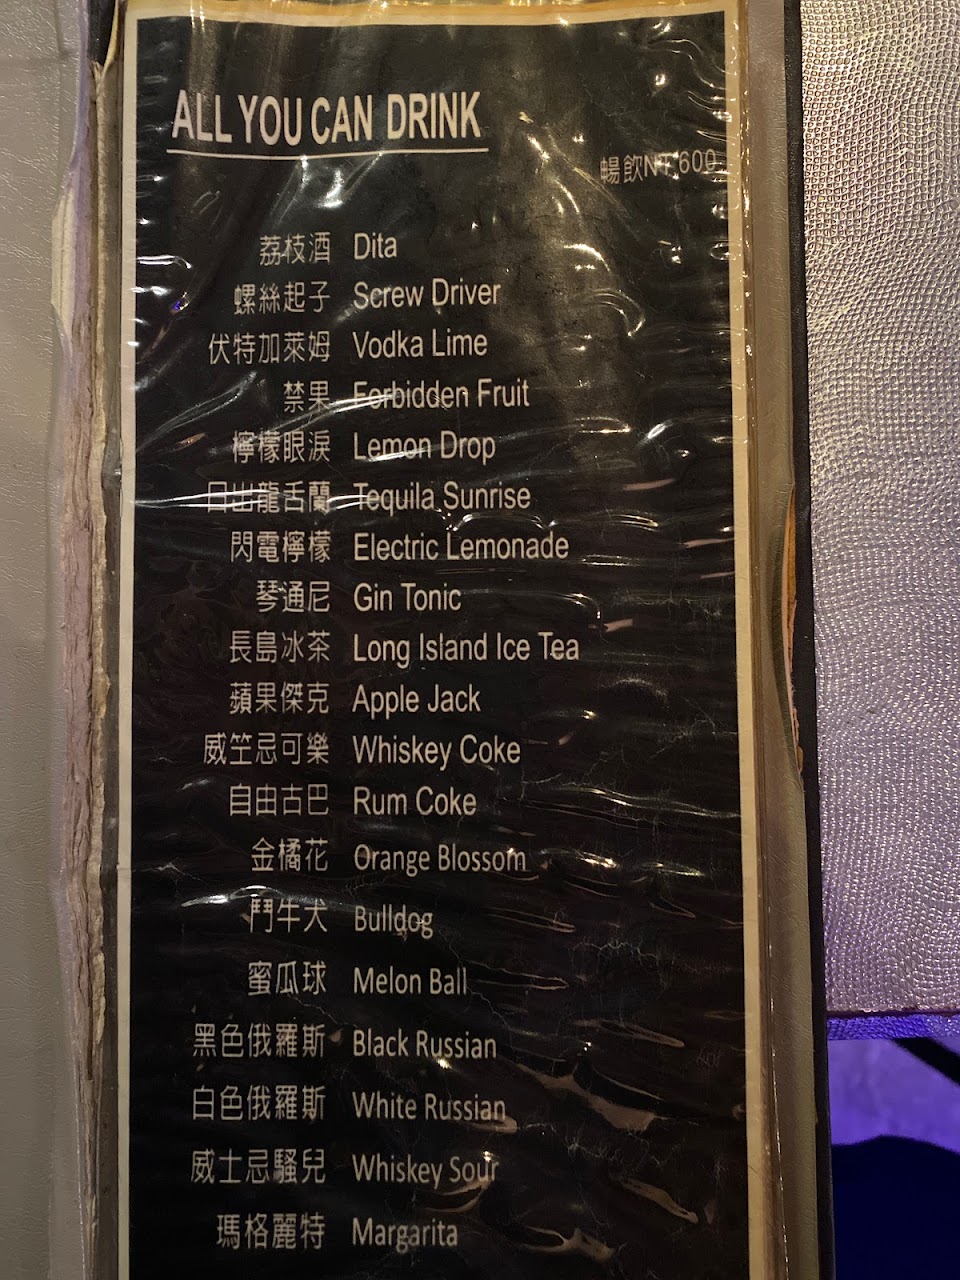 ALL YOU CAN DRINK
暢飲NT 600
荔枝酒 Dita
螺絲起子 Screw Driver
伏特加萊姆 Vodka Lime
禁果 Forbidden Fruit
檸檬眼淚 Lemon Drop
日出龍舌蘭 Tequila Sunrise
閃電檸檬 Electric Lemonade
琴通尼 Gin Tonic
長島冰茶 Long Island Ice Tea
蘋果傑克 Apple Jack
威笁忌可樂 Whiskey Coke
自由古巴 Rum Coke
金橘花 Orange Blossom
鬥牛犬 Bulldog
蜜瓜球 Melon Ball
黑色俄羅斯 Black Russian
白色俄羅斯 White Russian
威士忌騷兒 Whiskey Sour
瑪格麗特 Margarita